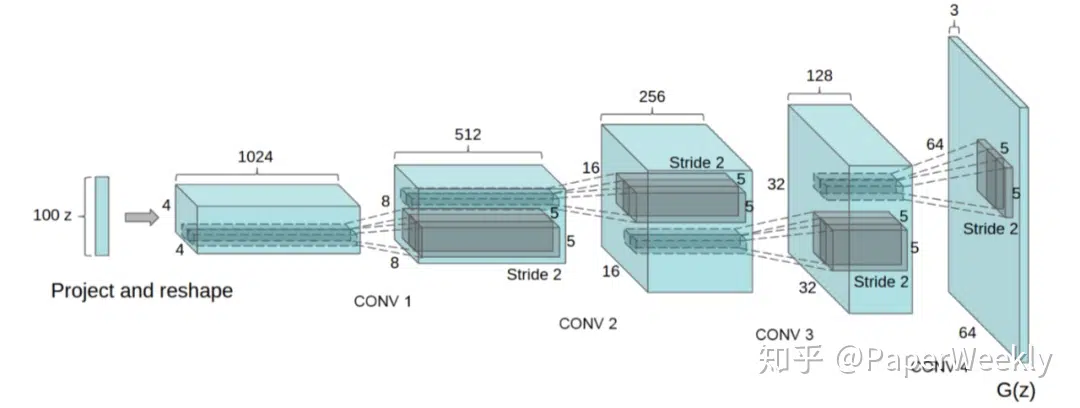 100 z
Project and reshape
1024
4
4
512
8
8
5
5
Stride 2
CONV 1
256
16
16
Stride 2
5
5
CONV 2
128
32
32
5
5
Stride 2
CONV 3
3
64
64
5
5
Stride 2
CONV 4
G(z)
知乎 @PaperWeekly